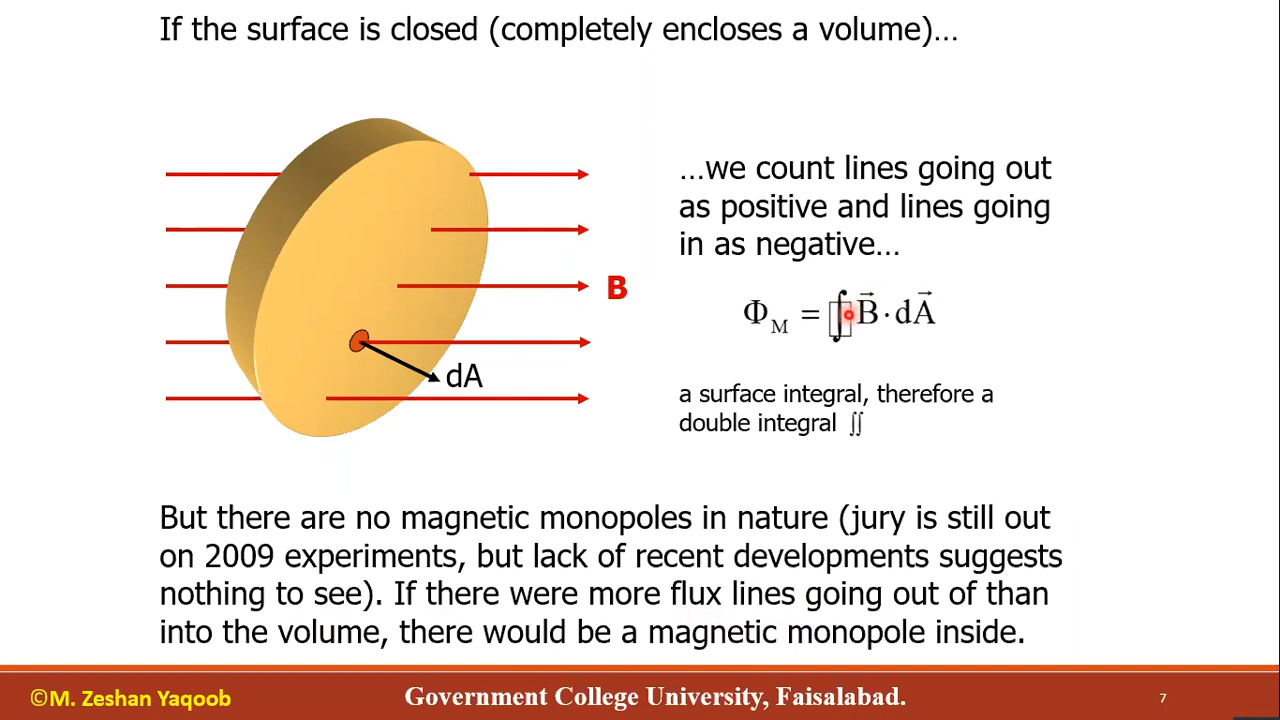 If the surface is closed (completely encloses a volume)…
…we count lines going out
as positive and lines going
in as negative…
B
Φ_M = ∮ B⃗ · dA⃗
dA
a surface integral, therefore a
double integral ∬
But there are no magnetic monopoles in nature (jury is still out
on 2009 experiments, but lack of recent developments suggests
nothing to see). If there were more flux lines going out of than
into the volume, there would be a magnetic monopole inside.
©M. Zeshan Yaqoob
Government College University, Faisalabad.
7